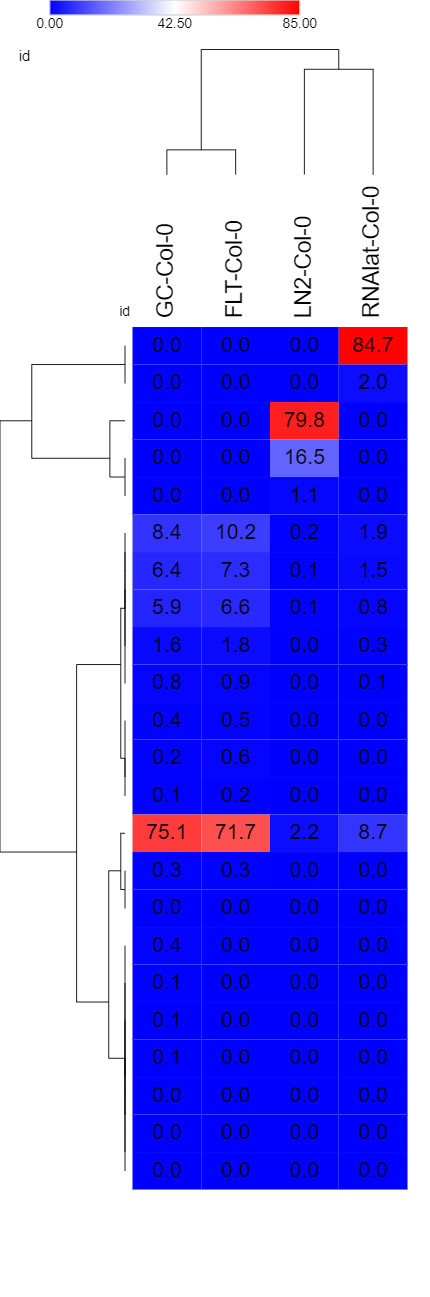 0.00 42.50 85.00
id
GC-Col-0 FLT-Col-0 LN2-Col-0 RNAlat-Col-0
id
0.0 0.0 0.0 84.7
0.0 0.0 0.0 2.0
0.0 0.0 79.8 0.0
0.0 0.0 16.5 0.0
0.0 0.0 1.1 0.0
8.4 10.2 0.2 1.9
6.4 7.3 0.1 1.5
5.9 6.6 0.1 0.8
1.6 1.8 0.0 0.3
0.8 0.9 0.0 0.1
0.4 0.5 0.0 0.0
0.2 0.6 0.0 0.0
0.1 0.2 0.0 0.0
75.1 71.7 2.2 8.7
0.3 0.3 0.0 0.0
0.0 0.0 0.0 0.0
0.4 0.0 0.0 0.0
0.1 0.0 0.0 0.0
0.1 0.0 0.0 0.0
0.1 0.0 0.0 0.0
0.0 0.0 0.0 0.0
0.0 0.0 0.0 0.0
0.0 0.0 0.0 0.0